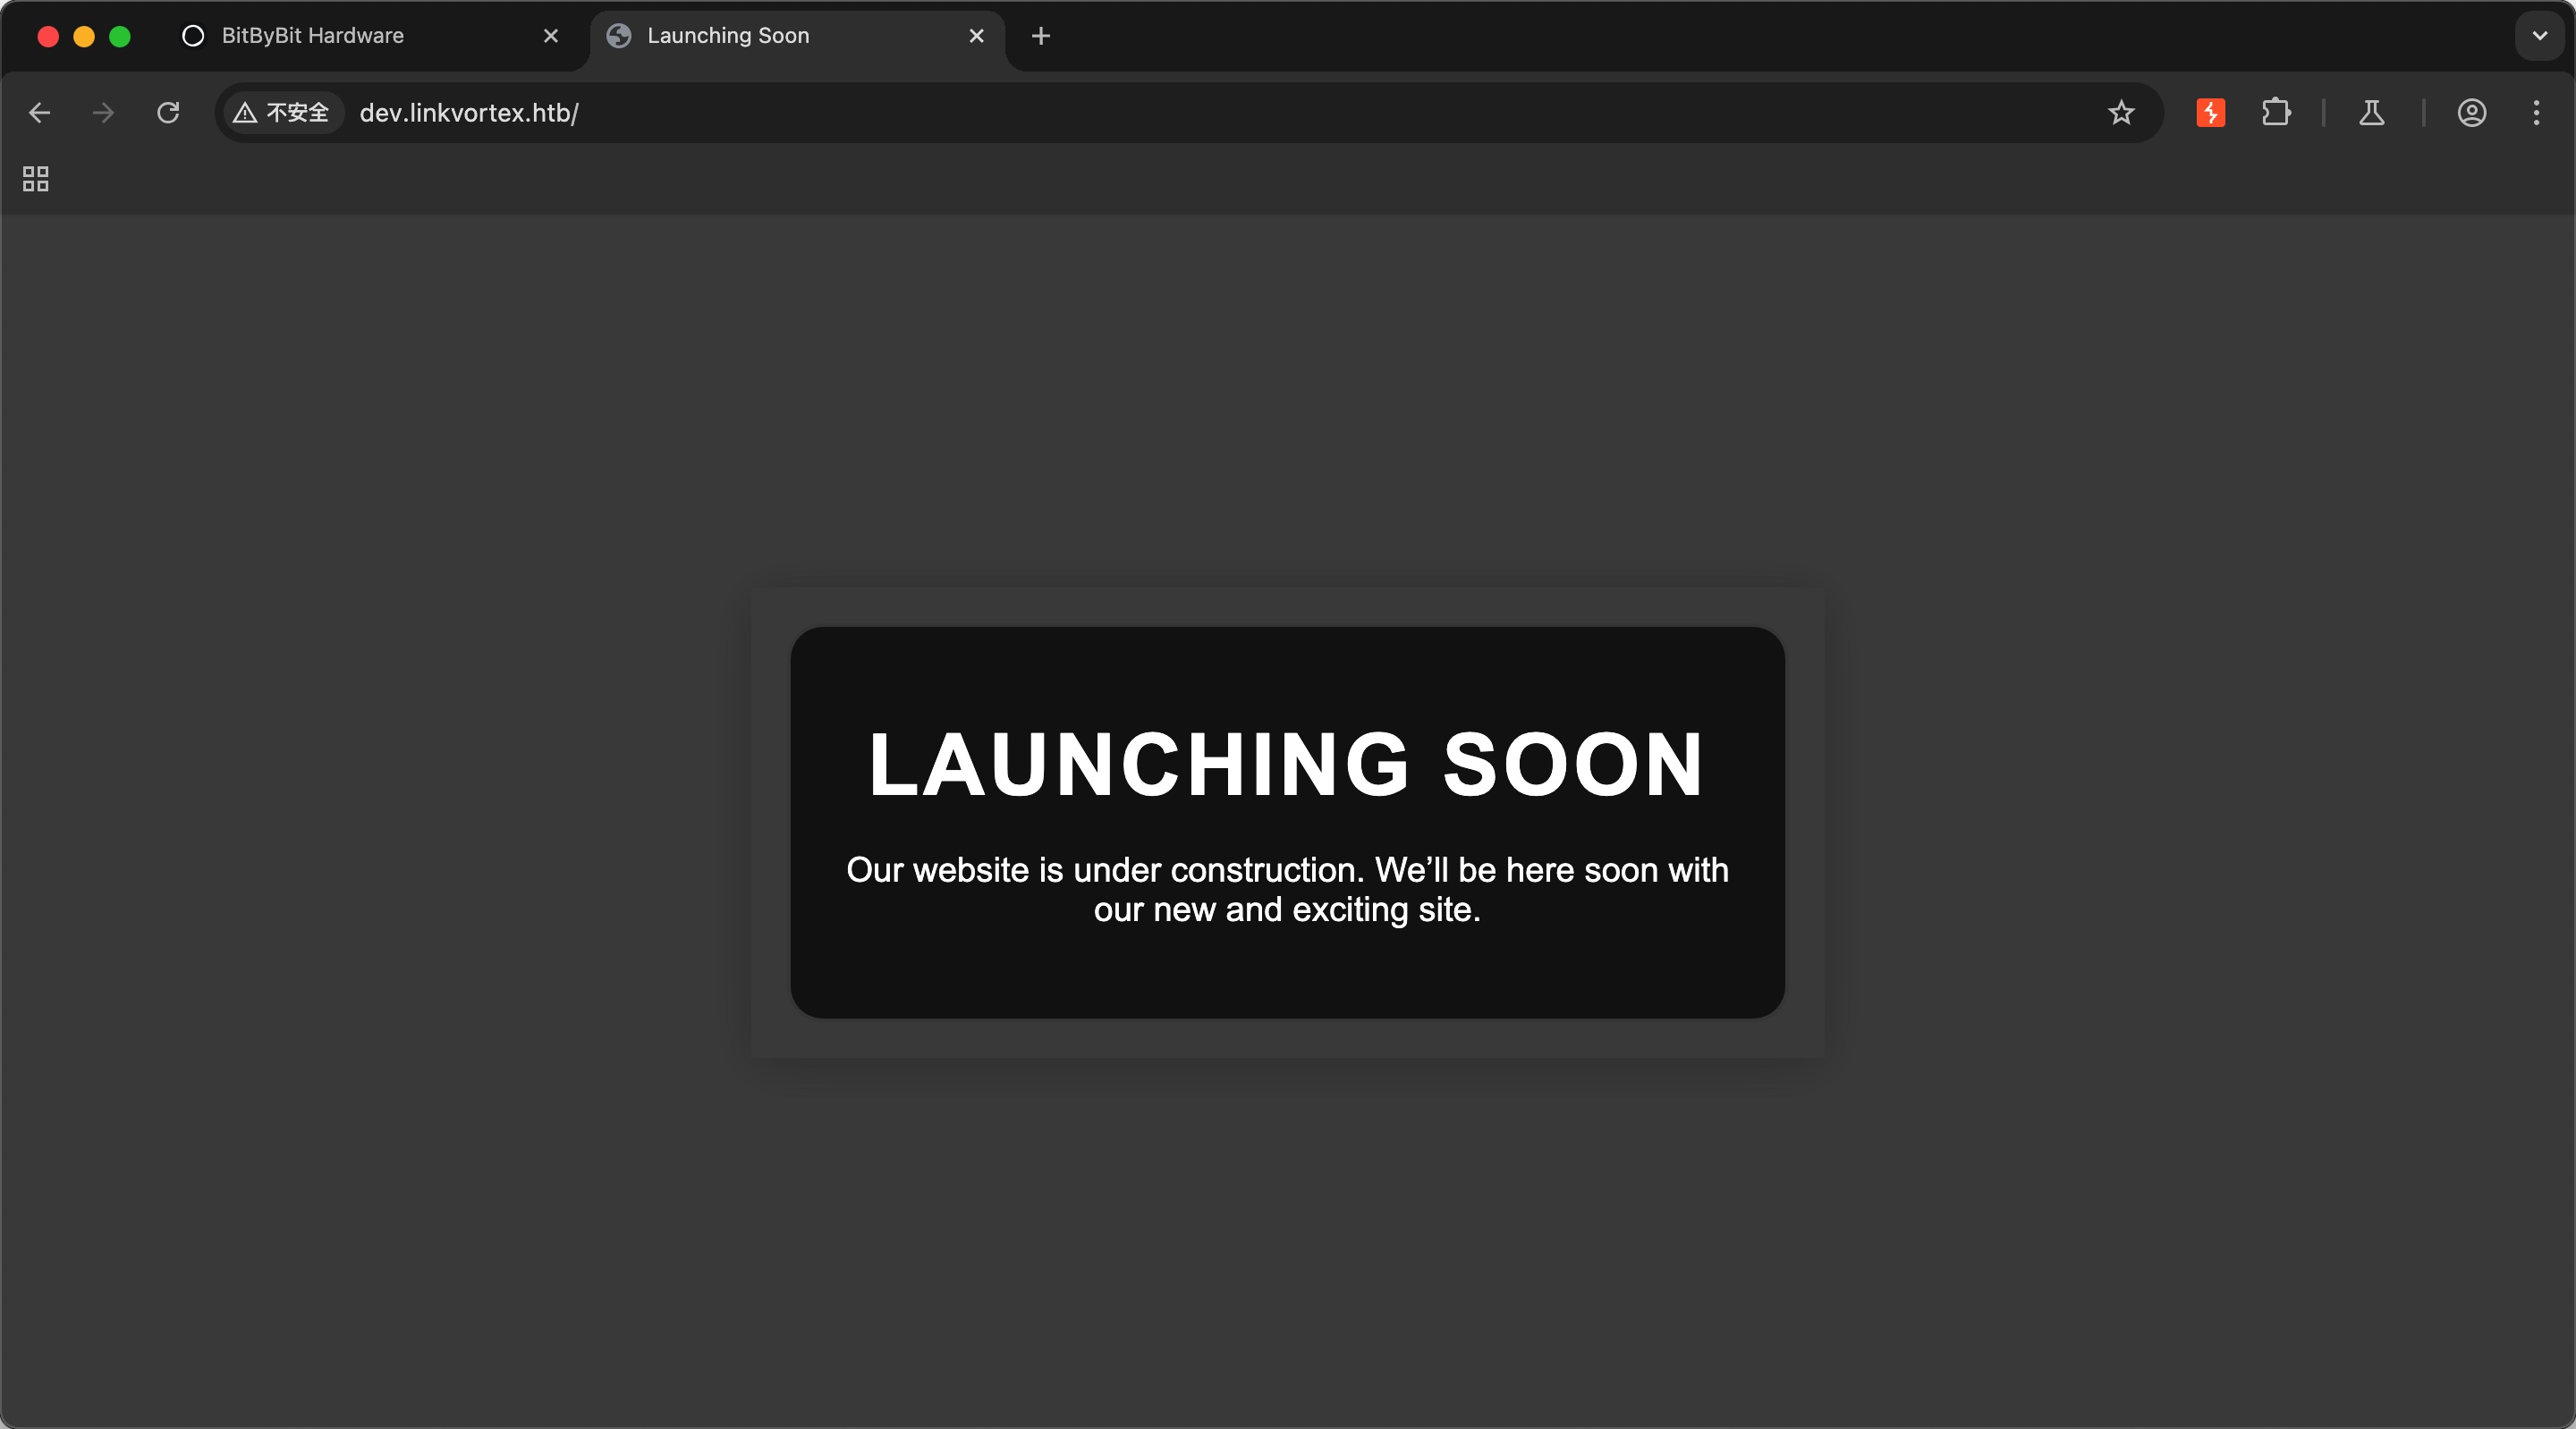 BitByBit Hardware
Launching Soon
不安全
dev.linkvortex.htb/
LAUNCHING SOON
Our website is under construction. We’ll be here soon with
our new and exciting site.